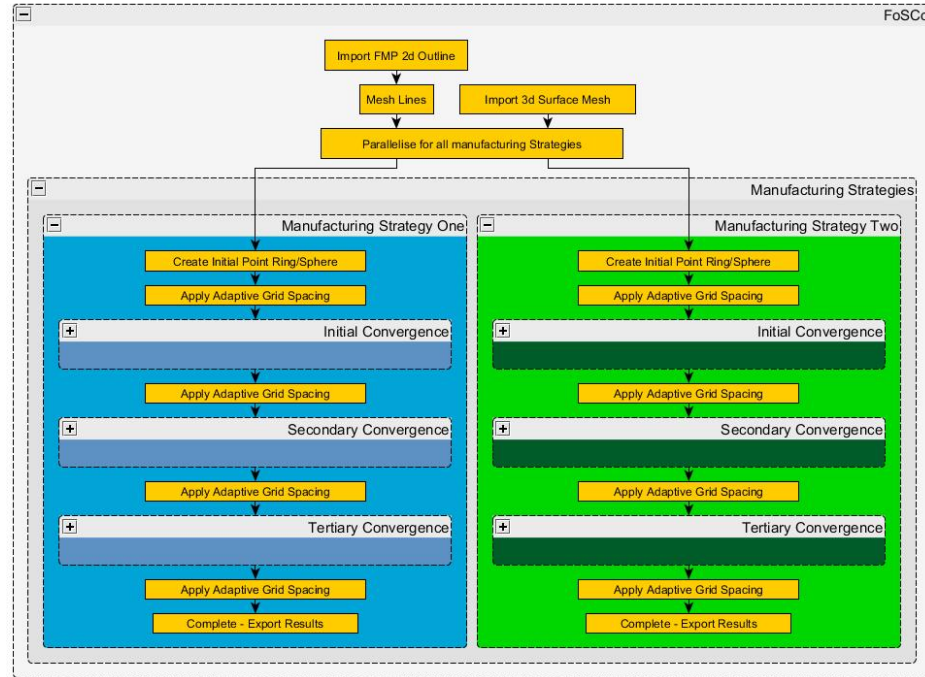 FoSCo
Import FMP 2d Outline
Mesh Lines
Import 3d Surface Mesh
Parallelise for all manufacturing Strategies
Manufacturing Strategies
Manufacturing Strategy One
Create Initial Point Ring/Sphere
Apply Adaptive Grid Spacing
Initial Convergence
Apply Adaptive Grid Spacing
Secondary Convergence
Apply Adaptive Grid Spacing
Tertiary Convergence
Apply Adaptive Grid Spacing
Complete - Export Results
Manufacturing Strategy Two
Create Initial Point Ring/Sphere
Apply Adaptive Grid Spacing
Initial Convergence
Apply Adaptive Grid Spacing
Secondary Convergence
Apply Adaptive Grid Spacing
Tertiary Convergence
Apply Adaptive Grid Spacing
Complete - Export Results